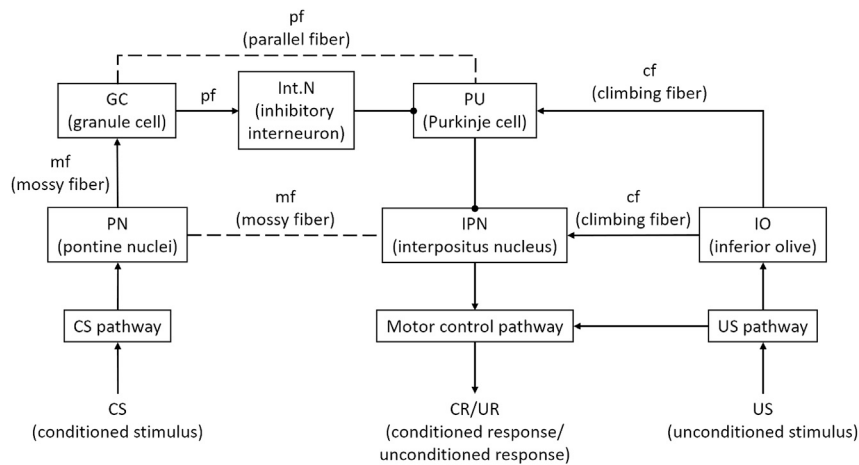 pf
(parallel fiber)
GC
(granule cell)
pf
Int.N
(inhibitory
interneuron)
PU
(Purkinje cell)
cf
(climbing fiber)
mf
(mossy fiber)
PN
(pontine nuclei)
mf
(mossy fiber)
IPN
(interpositus nucleus)
cf
(climbing fiber)
IO
(inferior olive)
CS pathway
Motor control pathway
US pathway
CS
(conditioned stimulus)
CR/UR
(conditioned response/
unconditioned response)
US
(unconditioned stimulus)